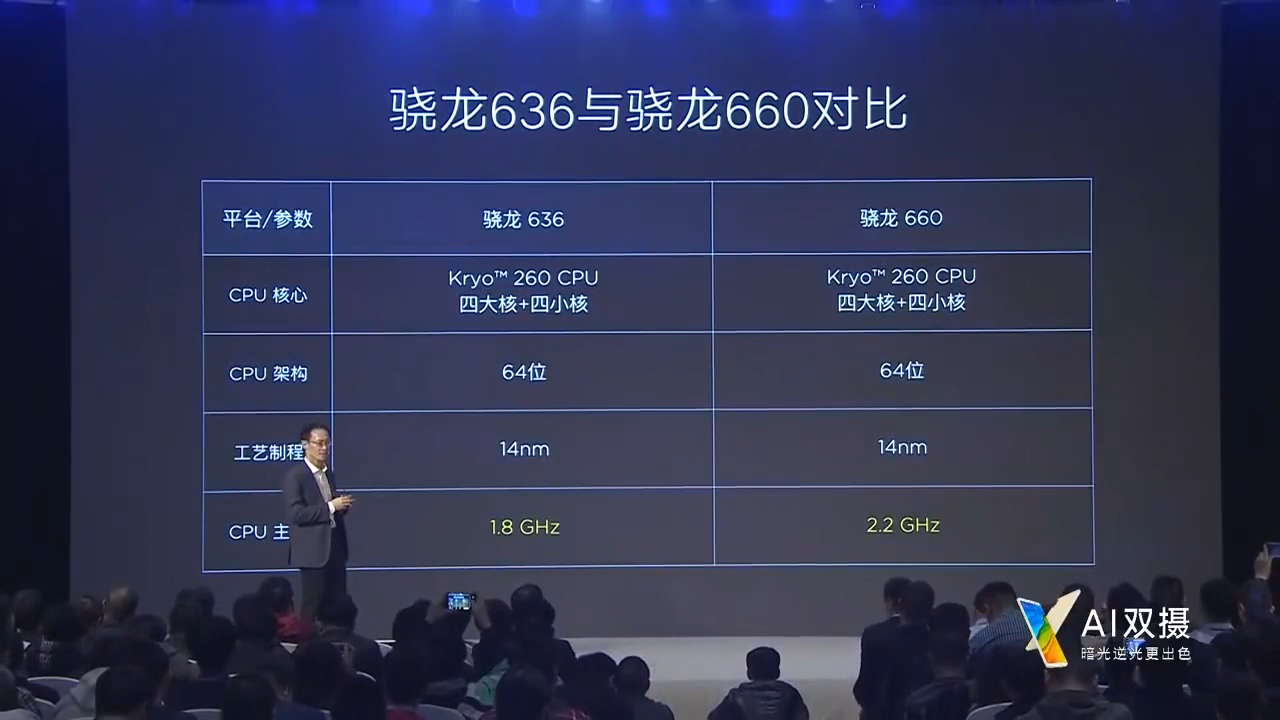 骁龙636与骁龙660对比
平台/参数 骁龙 636 骁龙 660
CPU 核心 Kryo™ 260 CPU 四大核+四小核 Kryo™ 260 CPU 四大核+四小核
CPU 架构 64位 64位
工艺制程 14nm 14nm
CPU 主 1.8 GHz 2.2 GHz
AI双摄
暗光逆光更出色